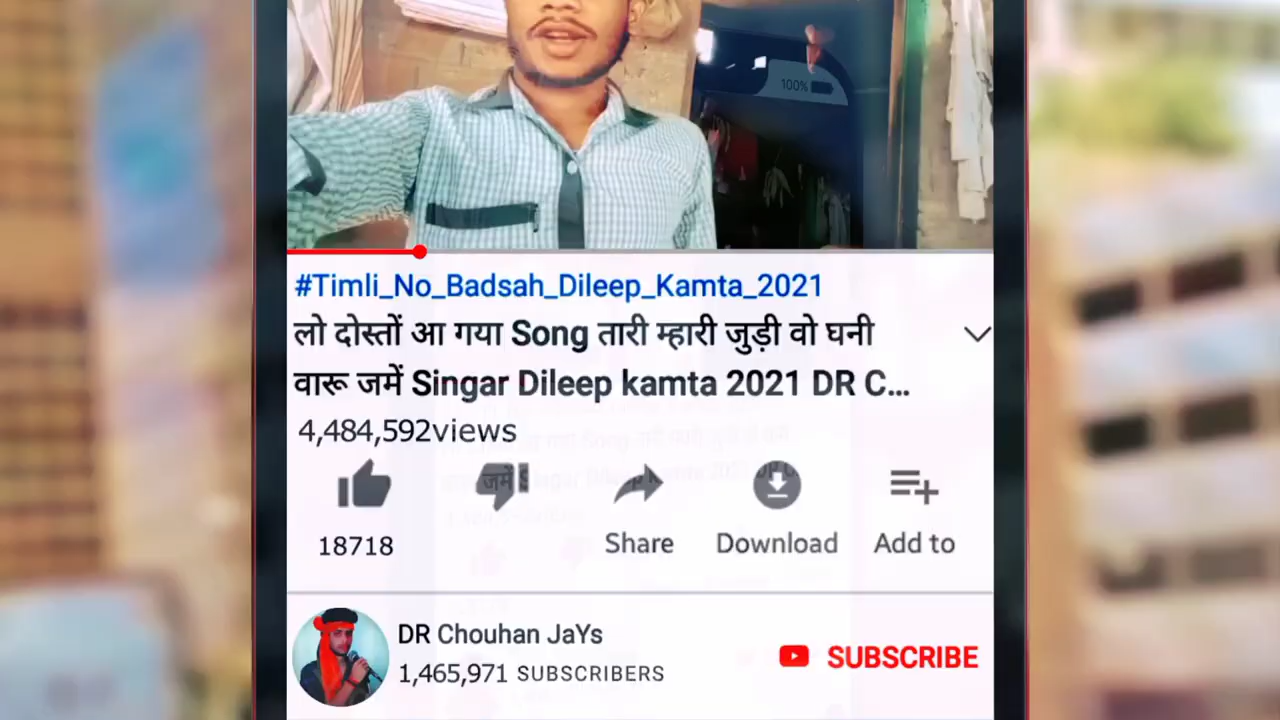 100%
#Timli_No_Badsah_Dileep_Kamta_2021
लो दोस्तों आ गया Song तारी म्हारी जुड़ी वो घनी
वारू जमें Singar Dileep kamta 2021 DR C...
4,484,592views
18718 Share Download Add to
DR Chouhan JaYs
1,465,971 SUBSCRIBERS
SUBSCRIBE